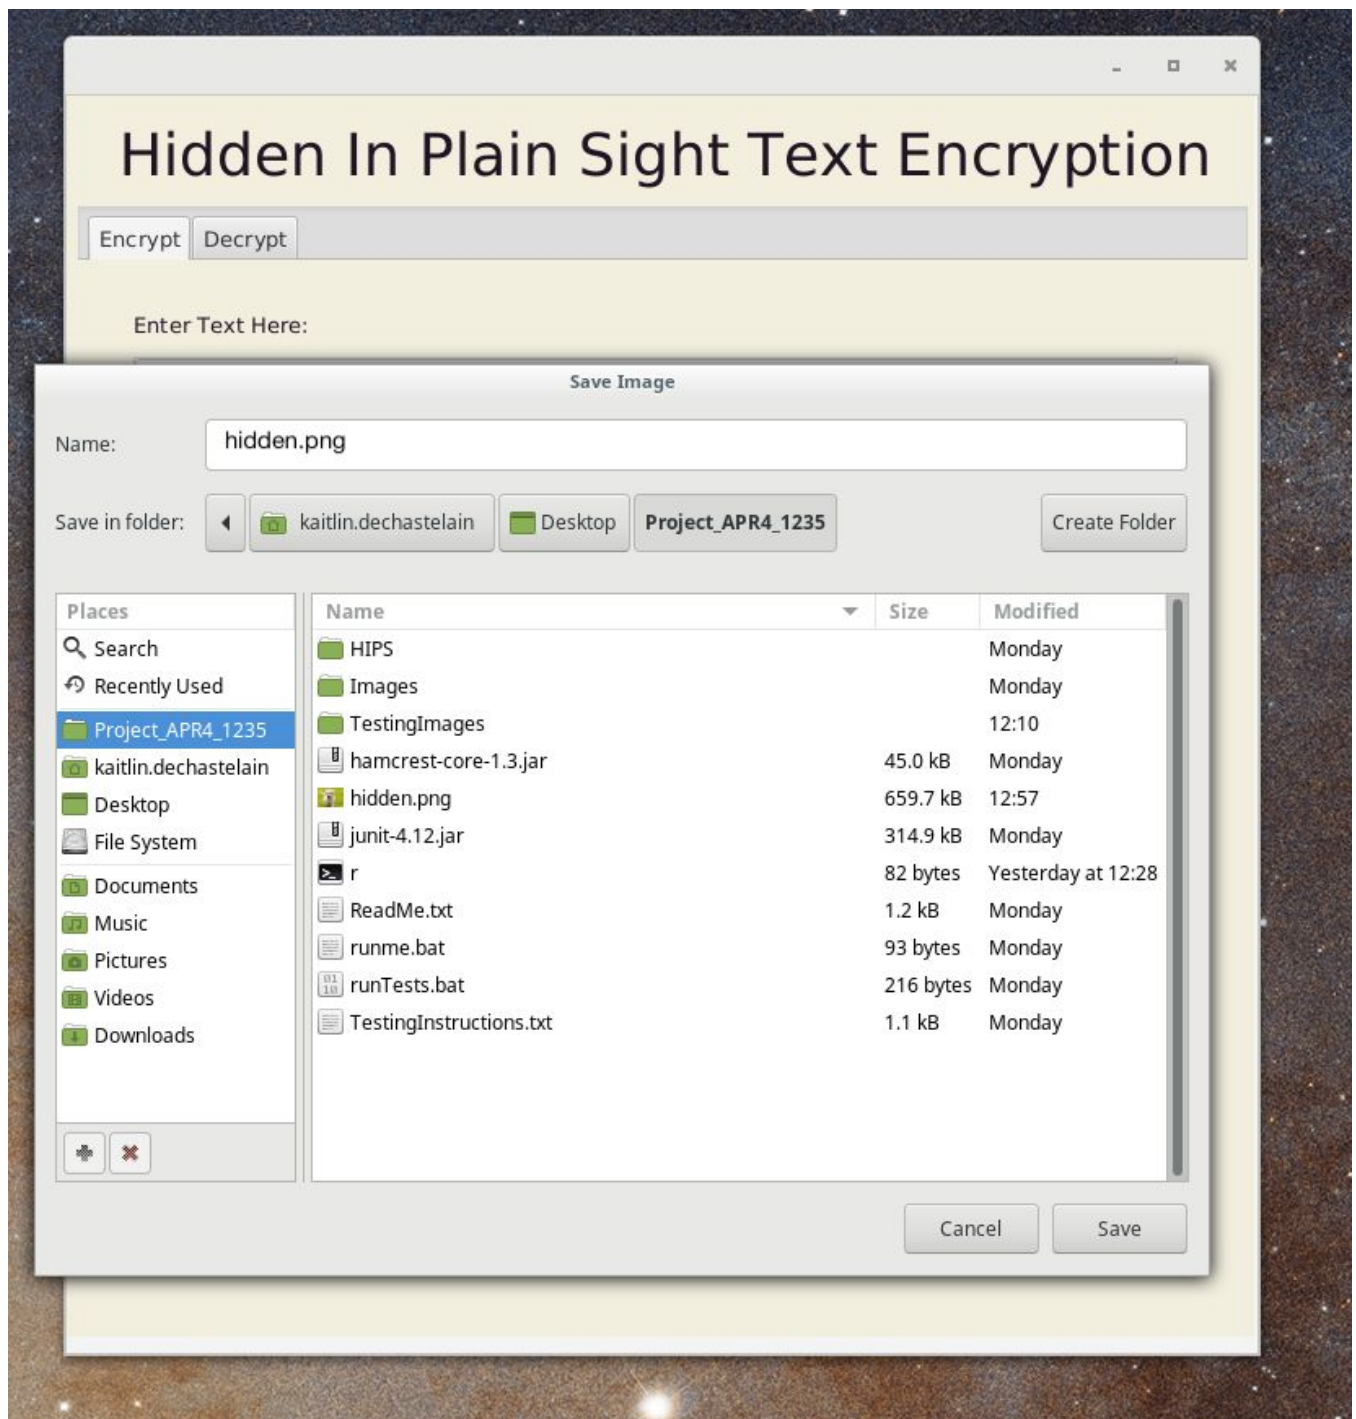 Hidden In Plain Sight Text Encryption
Encrypt Decrypt
Enter Text Here:
Save Image
Name: hidden.png
Save in folder: kaitlin.dechastelain Desktop Project_APR4_1235 Create Folder
Places Name Size Modified
Search HIPS Monday
Recently Used Images Monday
Project_APR4_1235 TestingImages 12:10
kaitlin.dechastelain hamcrest-core-1.3.jar 45.0 kB Monday
Desktop hidden.png 659.7 kB 12:57
File System junit-4.12.jar 314.9 kB Monday
Documents r 82 bytes Yesterday at 12:28
Music ReadMe.txt 1.2 kB Monday
Pictures runme.bat 93 bytes Monday
Videos runTests.bat 216 bytes Monday
Downloads TestingInstructions.txt 1.1 kB Monday
Cancel Save